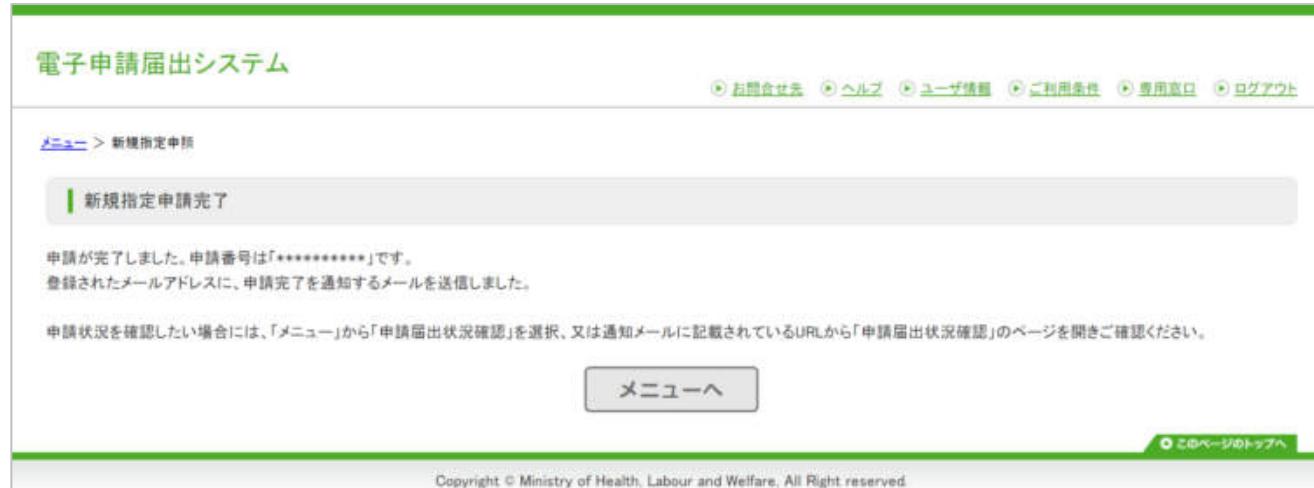 電子申請届出システム
お問合せ先 ヘルプ ユーザ情報 ご利用条件 専用窓口 ログアウト
メニュー > 新規指定申請
新規指定申請完了
申請が完了しました。申請番号は「**********」です。
登録されたメールアドレスに、申請完了を通知するメールを送信しました。
申請状況を確認したい場合には、「メニュー」から「申請届出状況確認」を選択、又は通知メールに記載されているURLから「申請届出状況確認」のページを開きご確認ください。
メニューへ
このページのトップへ
Copyright © Ministry of Health, Labour and Welfare, All Right reserved.